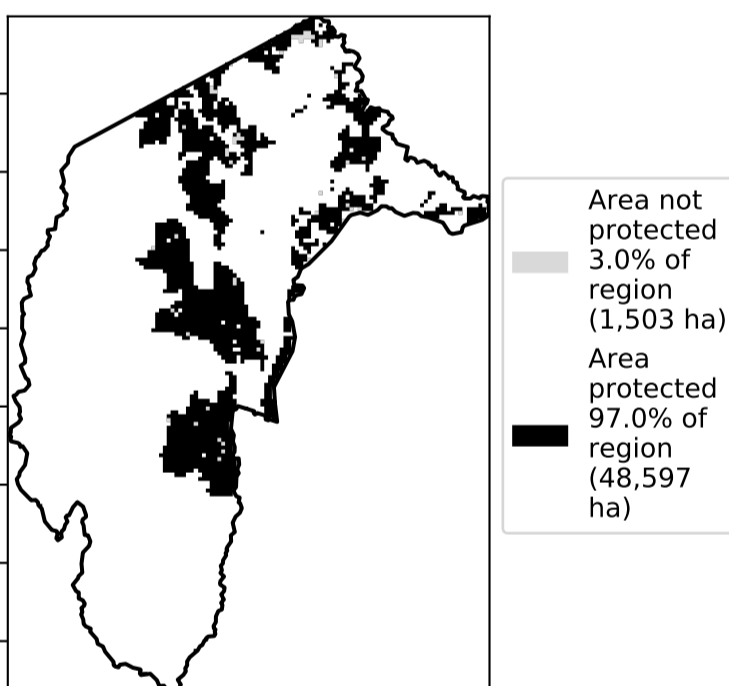 Area not
protected
3.0% of
region
(1,503 ha)
Area
protected
97.0% of
region
(48,597
ha)